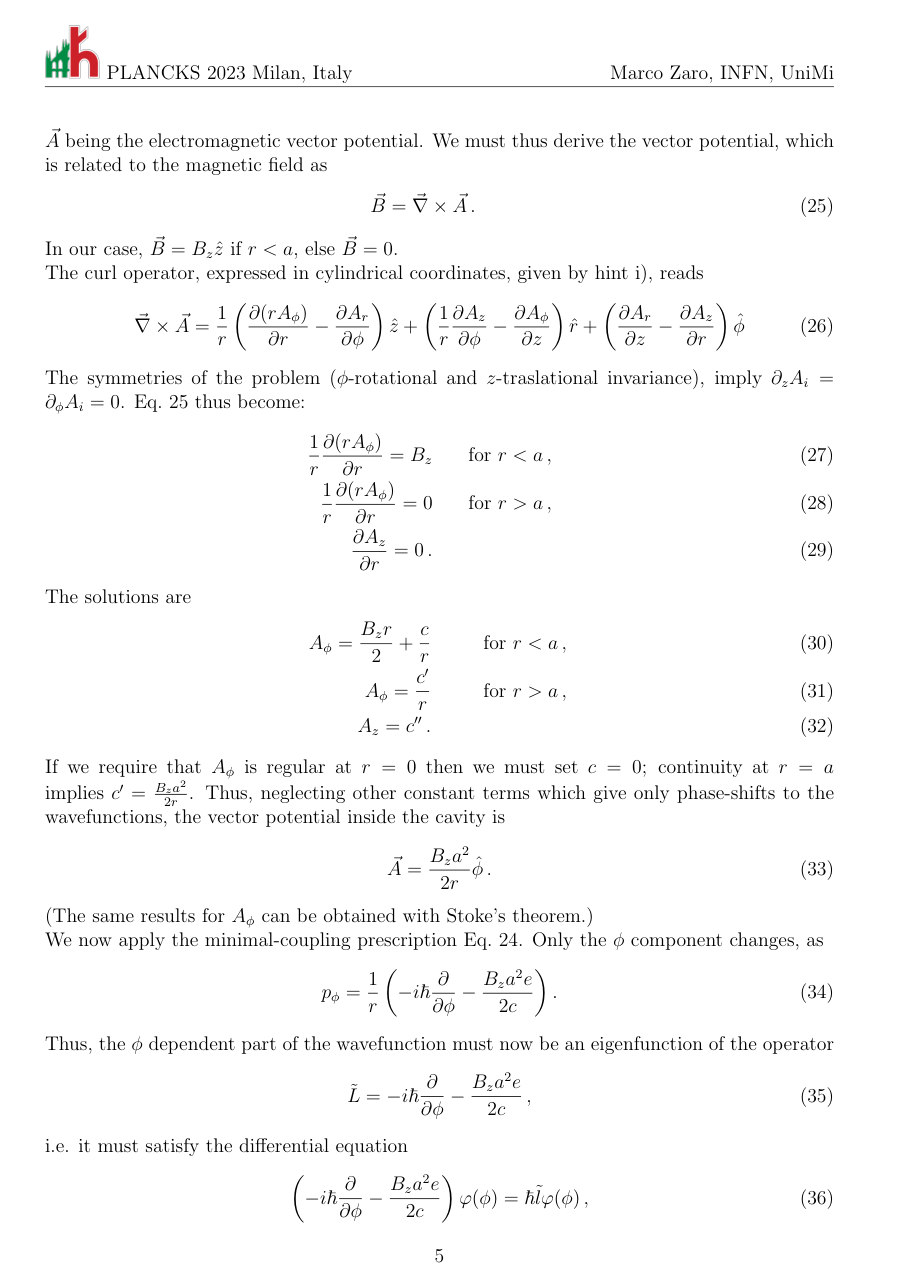 PLANCKS 2023 Milan, Italy Marco Zaro, INFN, UniMi
$\vec{A}$ being the electromagnetic vector potential. We must thus derive the vector potential, which
is related to the magnetic field as
$\vec{B} = \vec{\nabla} \times \vec{A}\,.$ (25)
In our case, $\vec{B} = B_z\hat{z}$ if $r < a$, else $\vec{B} = 0$.
The curl operator, expressed in cylindrical coordinates, given by hint i), reads
$\vec{\nabla} \times \vec{A} = \frac{1}{r}\left(\frac{\partial(rA_\phi)}{\partial r} - \frac{\partial A_r}{\partial \phi}\right)\hat{z} + \left(\frac{1}{r}\frac{\partial A_z}{\partial \phi} - \frac{\partial A_\phi}{\partial z}\right)\hat{r} + \left(\frac{\partial A_r}{\partial z} - \frac{\partial A_z}{\partial r}\right)\hat{\phi}$ (26)
The symmetries of the problem ($\phi$-rotational and $z$-traslational invariance), imply $\partial_z A_i =$
$\partial_\phi A_i = 0$. Eq. 25 thus become:
$\frac{1}{r}\frac{\partial(rA_\phi)}{\partial r} = B_z$ for $r < a\,,$ (27)
$\frac{1}{r}\frac{\partial(rA_\phi)}{\partial r} = 0$ for $r > a\,,$ (28)
$\frac{\partial A_z}{\partial r} = 0\,.$ (29)
The solutions are
$A_\phi = \frac{B_z r}{2} + \frac{c}{r}$ for $r < a\,,$ (30)
$A_\phi = \frac{c'}{r}$ for $r > a\,,$ (31)
$A_z = c''\,.$ (32)
If we require that $A_\phi$ is regular at $r = 0$ then we must set $c = 0$; continuity at $r = a$
implies $c' = \frac{B_z a^2}{2r}$. Thus, neglecting other constant terms which give only phase-shifts to the
wavefunctions, the vector potential inside the cavity is
$\vec{A} = \frac{B_z a^2}{2r}\hat{\phi}\,.$ (33)
(The same results for $A_\phi$ can be obtained with Stoke's theorem.)
We now apply the minimal-coupling prescription Eq. 24. Only the $\phi$ component changes, as
$p_\phi = \frac{1}{r}\left(-i\hbar\frac{\partial}{\partial \phi} - \frac{B_z a^2 e}{2c}\right)\,.$ (34)
Thus, the $\phi$ dependent part of the wavefunction must now be an eigenfunction of the operator
$\tilde{L} = -i\hbar\frac{\partial}{\partial \phi} - \frac{B_z a^2 e}{2c}\,,$ (35)
i.e. it must satisfy the differential equation
$\left(-i\hbar\frac{\partial}{\partial \phi} - \frac{B_z a^2 e}{2c}\right)\varphi(\phi) = \hbar\tilde{l}\varphi(\phi)\,,$ (36)
5